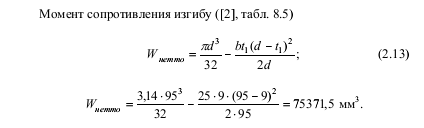 Момент сопротивления изгибу ([2], табл. 8.5)
W_нетто = πd³/32 − bt₁(d − t₁)²/2d; (2.13)
W_нетто = 3,14·95³/32 − 25·9·(95 − 9)²/2·95 = 75371,5 мм³.